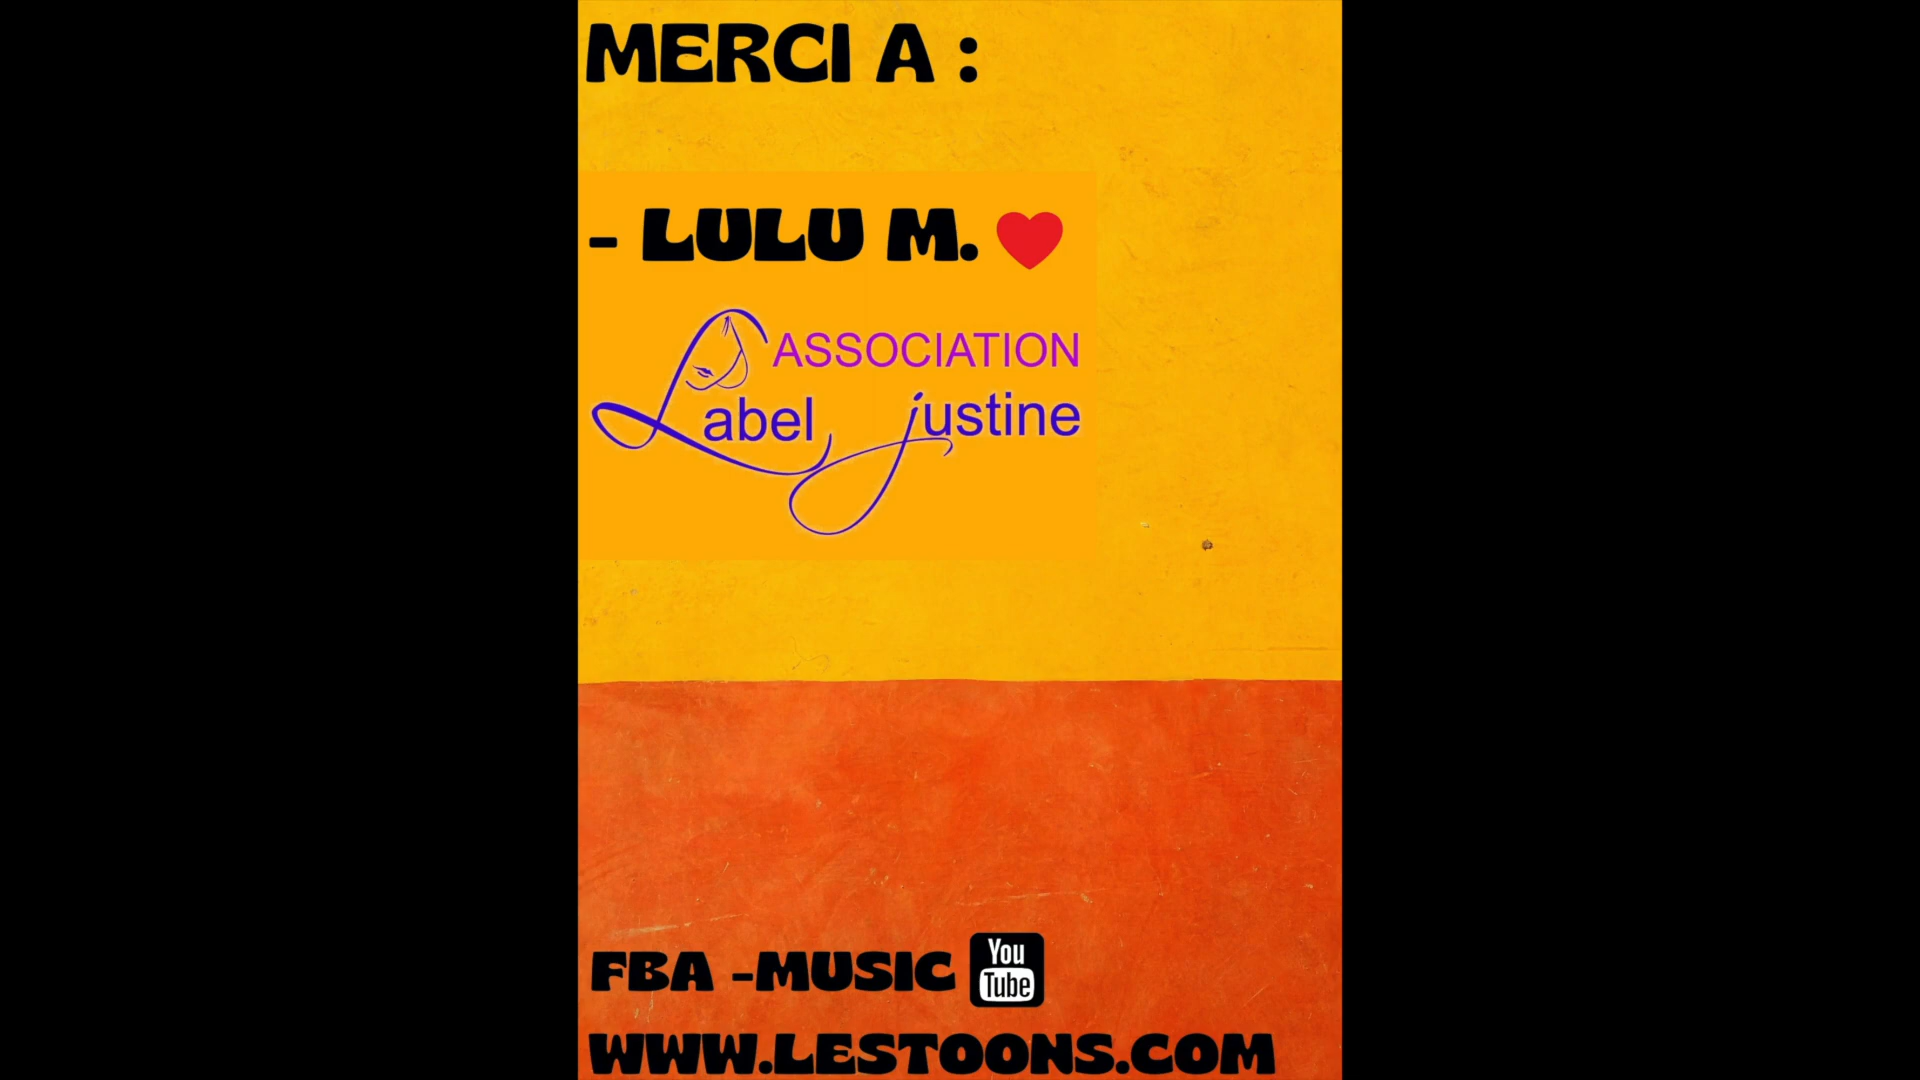 MERCI A :
- LULU M.
ASSOCIATION
Label justine
FBA -MUSIC You Tube
WWW.LESTOONS.COM